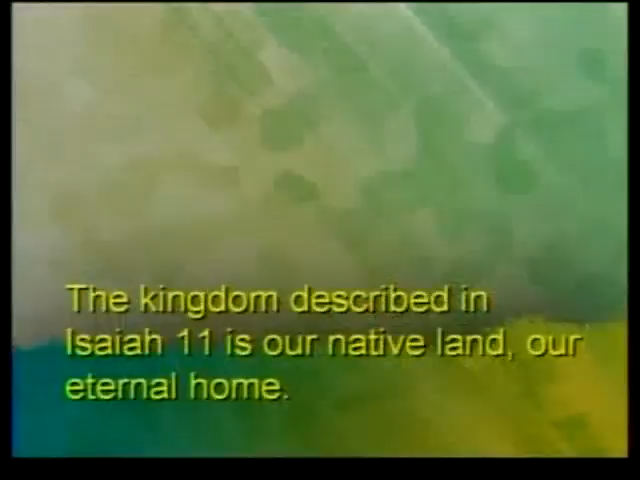 The kingdom described in
Isaiah 11 is our native land, our
eternal home.